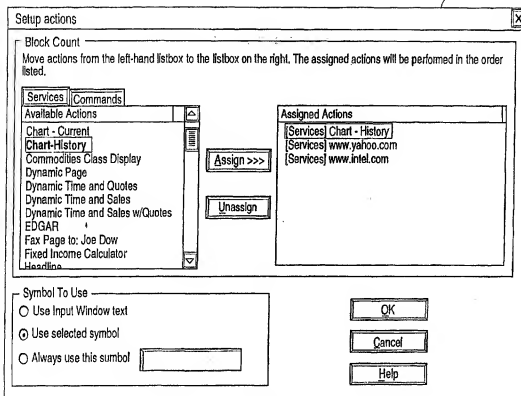 Setup actions
X
Block Count
Move actions from the left-hand listbox to the listbox on the right. The assigned actions will be performed in the order
listed.
Services
Commands
Available Actions
Chart - Current
Chart-History
Commodities Class Display
Dynamic Page
Dynamic Time and Quotes
Dynamic Time and Sales
Dynamic Time and Sales w/Quotes
EDGAR
Fax Page to: Joe Dow
Fixed Income Calculator
Headline
Assign >>>
Unassign
Assigned Actions
[Services] Chart - History
[Services] www.yahoo.com
[Services] www.intel.com
Symbol To Use
Use Input Window text
Use selected symbol
Always use this sumbol
OK
Cancel
Help